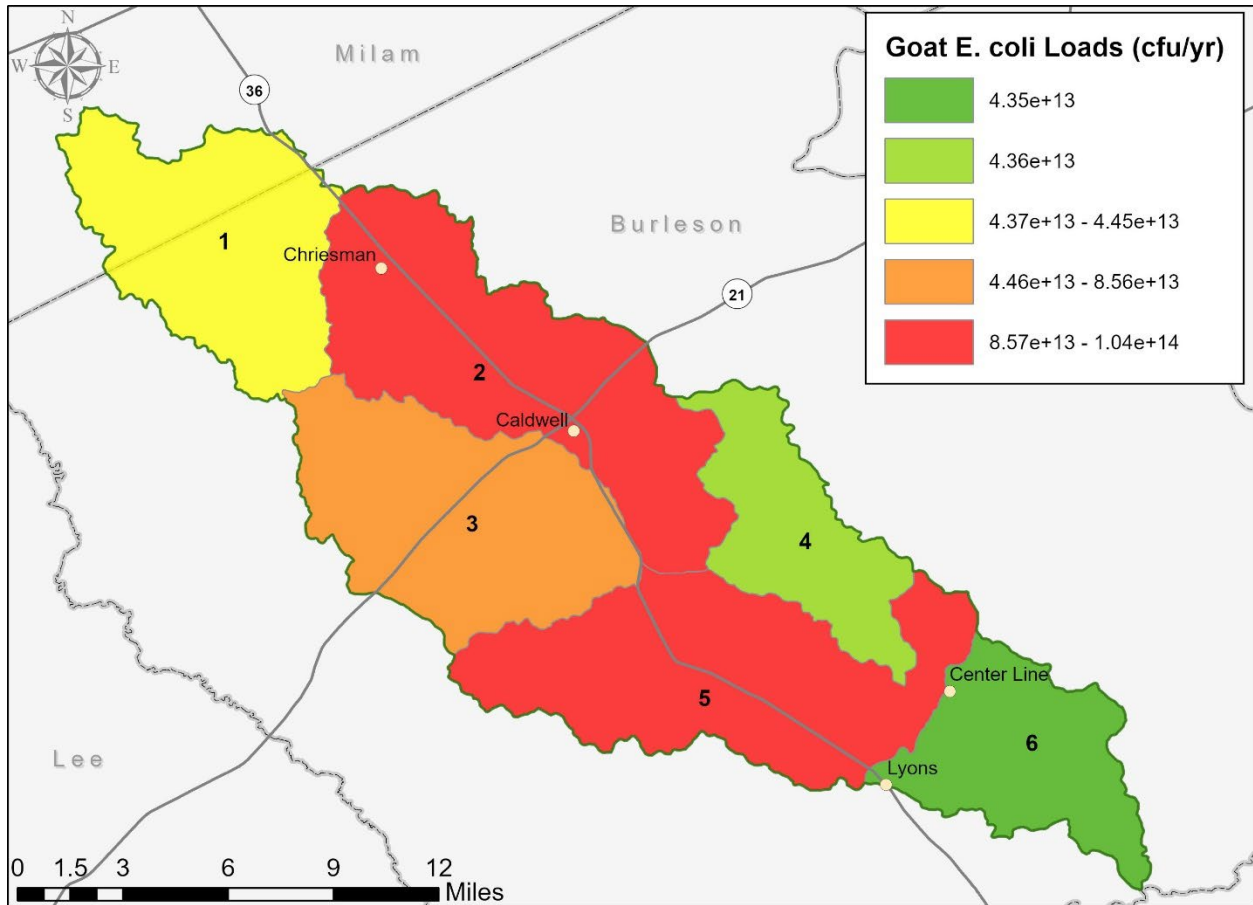 N
W E
S
Milam
36
Goat E. coli Loads (cfu/yr)
4.35e+13
4.36e+13
4.37e+13 - 4.45e+13
4.46e+13 - 8.56e+13
8.57e+13 - 1.04e+14
1
Burleson
Chriesman
21
2
Caldwell
3
4
Center Line
5
6
Lee
Lyons
0 1.5 3 6 9 12
Miles